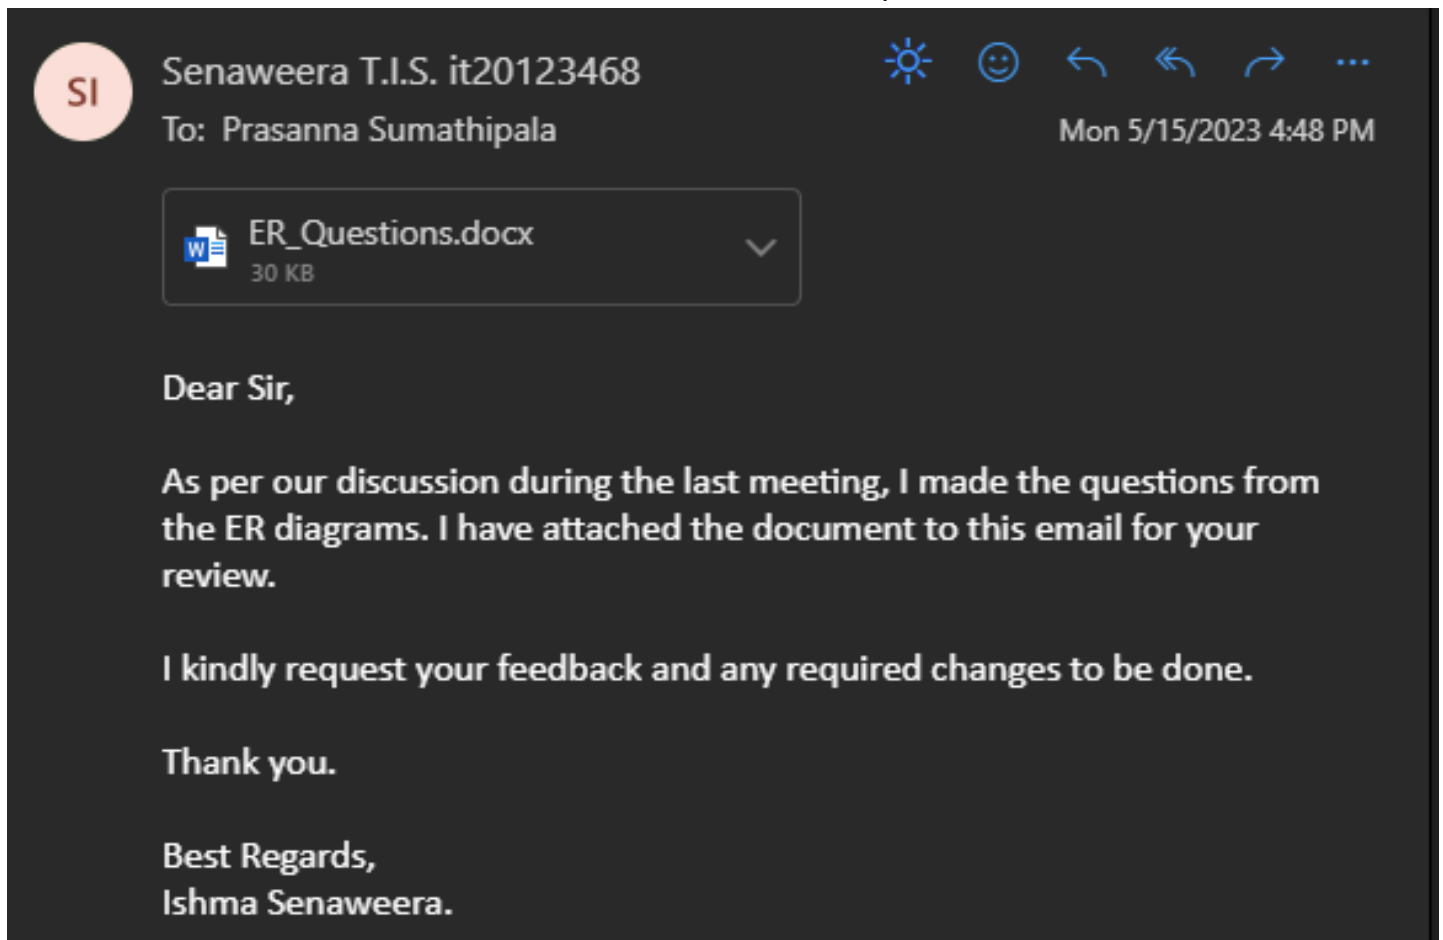 SI
Senaweera T.I.S. it20123468
To: Prasanna Sumathipala
Mon 5/15/2023 4:48 PM
ER_Questions.docx
30 KB
Dear Sir,
As per our discussion during the last meeting, I made the questions from
the ER diagrams. I have attached the document to this email for your
review.
I kindly request your feedback and any required changes to be done.
Thank you.
Best Regards,
Ishma Senaweera.